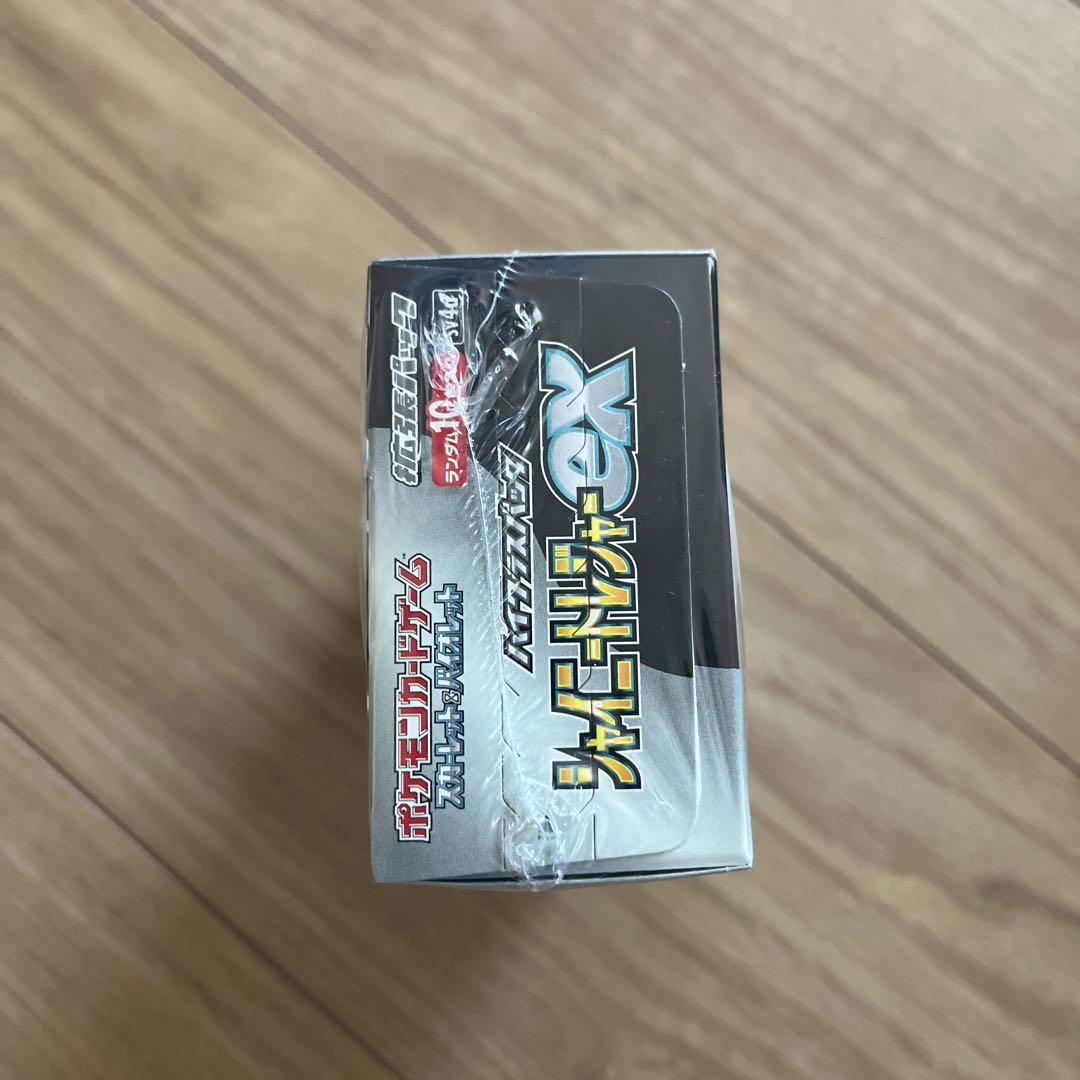 ポケモンカードゲーム™
スカーレット&バイオレット
拡張パック
ランダム10
SV4a
ハイクラスパック
シャイニートレジャーex